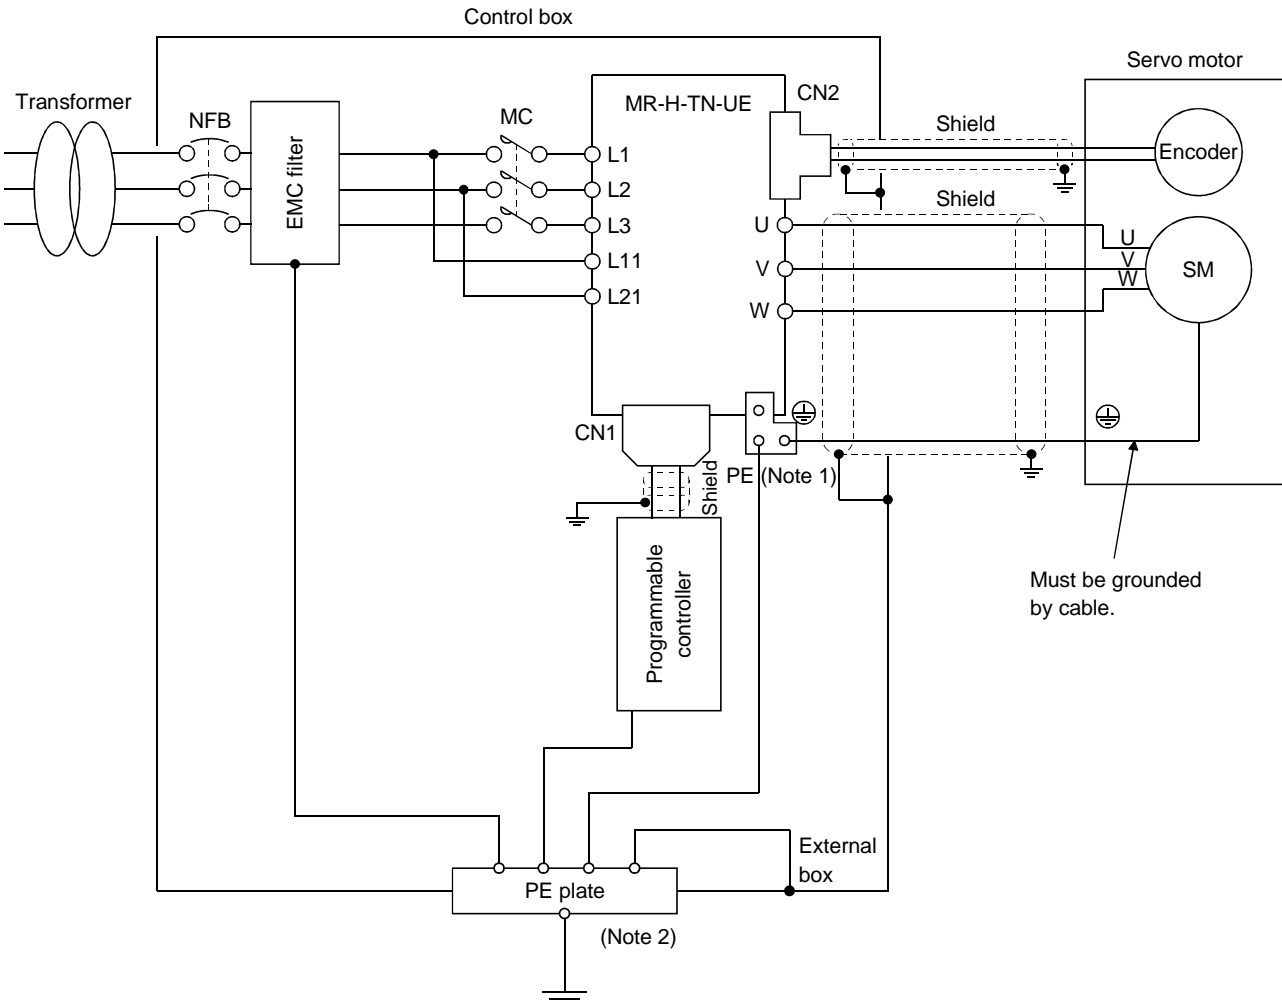 Control box
Servo motor
Transformer
NFB
EMC filter
MC
MR-H-TN-UE
CN2
Shield
Encoder
L1
L2
L3
L11
L21
Shield
U
V
W
U
V
W
SM
CN1
Shield
PE (Note 1)
Programmable
controller
Must be grounded
by cable.
External
box
PE plate
(Note 2)